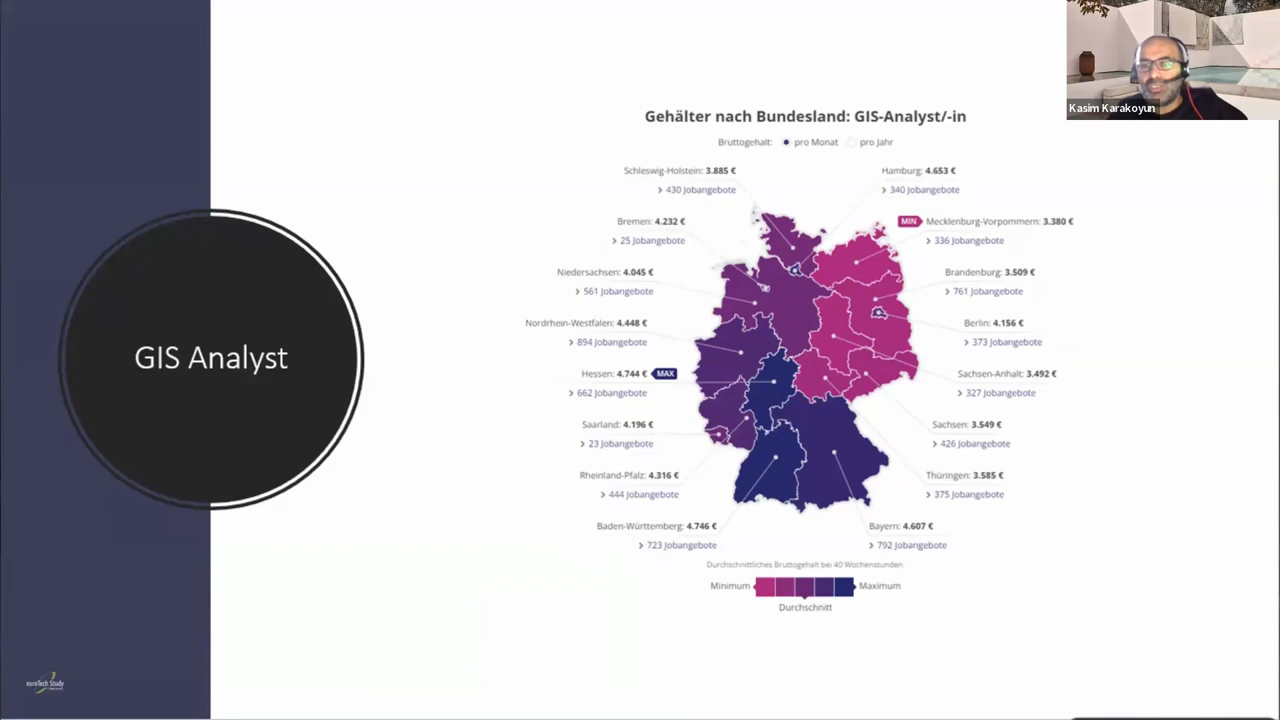 Kasim Karakoyun
GIS Analyst
Gehälter nach Bundesland: GIS-Analyst/-in
Bruttogehalt: pro Monat pro Jahr
Schleswig-Holstein: 3.885 €
> 430 Jobangebote
Hamburg: 4.653 €
> 340 Jobangebote
Bremen: 4.232 €
> 25 Jobangebote
MIN Mecklenburg-Vorpommern: 3.380 €
> 336 Jobangebote
Niedersachsen: 4.045 €
> 561 Jobangebote
Brandenburg: 3.509 €
> 761 Jobangebote
Nordrhein-Westfalen: 4.448 €
> 894 Jobangebote
Berlin: 4.156 €
> 373 Jobangebote
Hessen: 4.744 € MAX
> 662 Jobangebote
Sachsen-Anhalt: 3.492 €
> 327 Jobangebote
Saarland: 4.196 €
> 23 Jobangebote
Sachsen: 3.549 €
> 426 Jobangebote
Rheinland-Pfalz: 4.316 €
> 444 Jobangebote
Thüringen: 3.585 €
> 375 Jobangebote
Baden-Württemberg: 4.746 €
> 723 Jobangebote
Bayern: 4.607 €
> 792 Jobangebote
Durchschnittliches Bruttogehalt bei 40 Wochenstunden
Minimum Maximum
Durchschnitt
euroTech Study